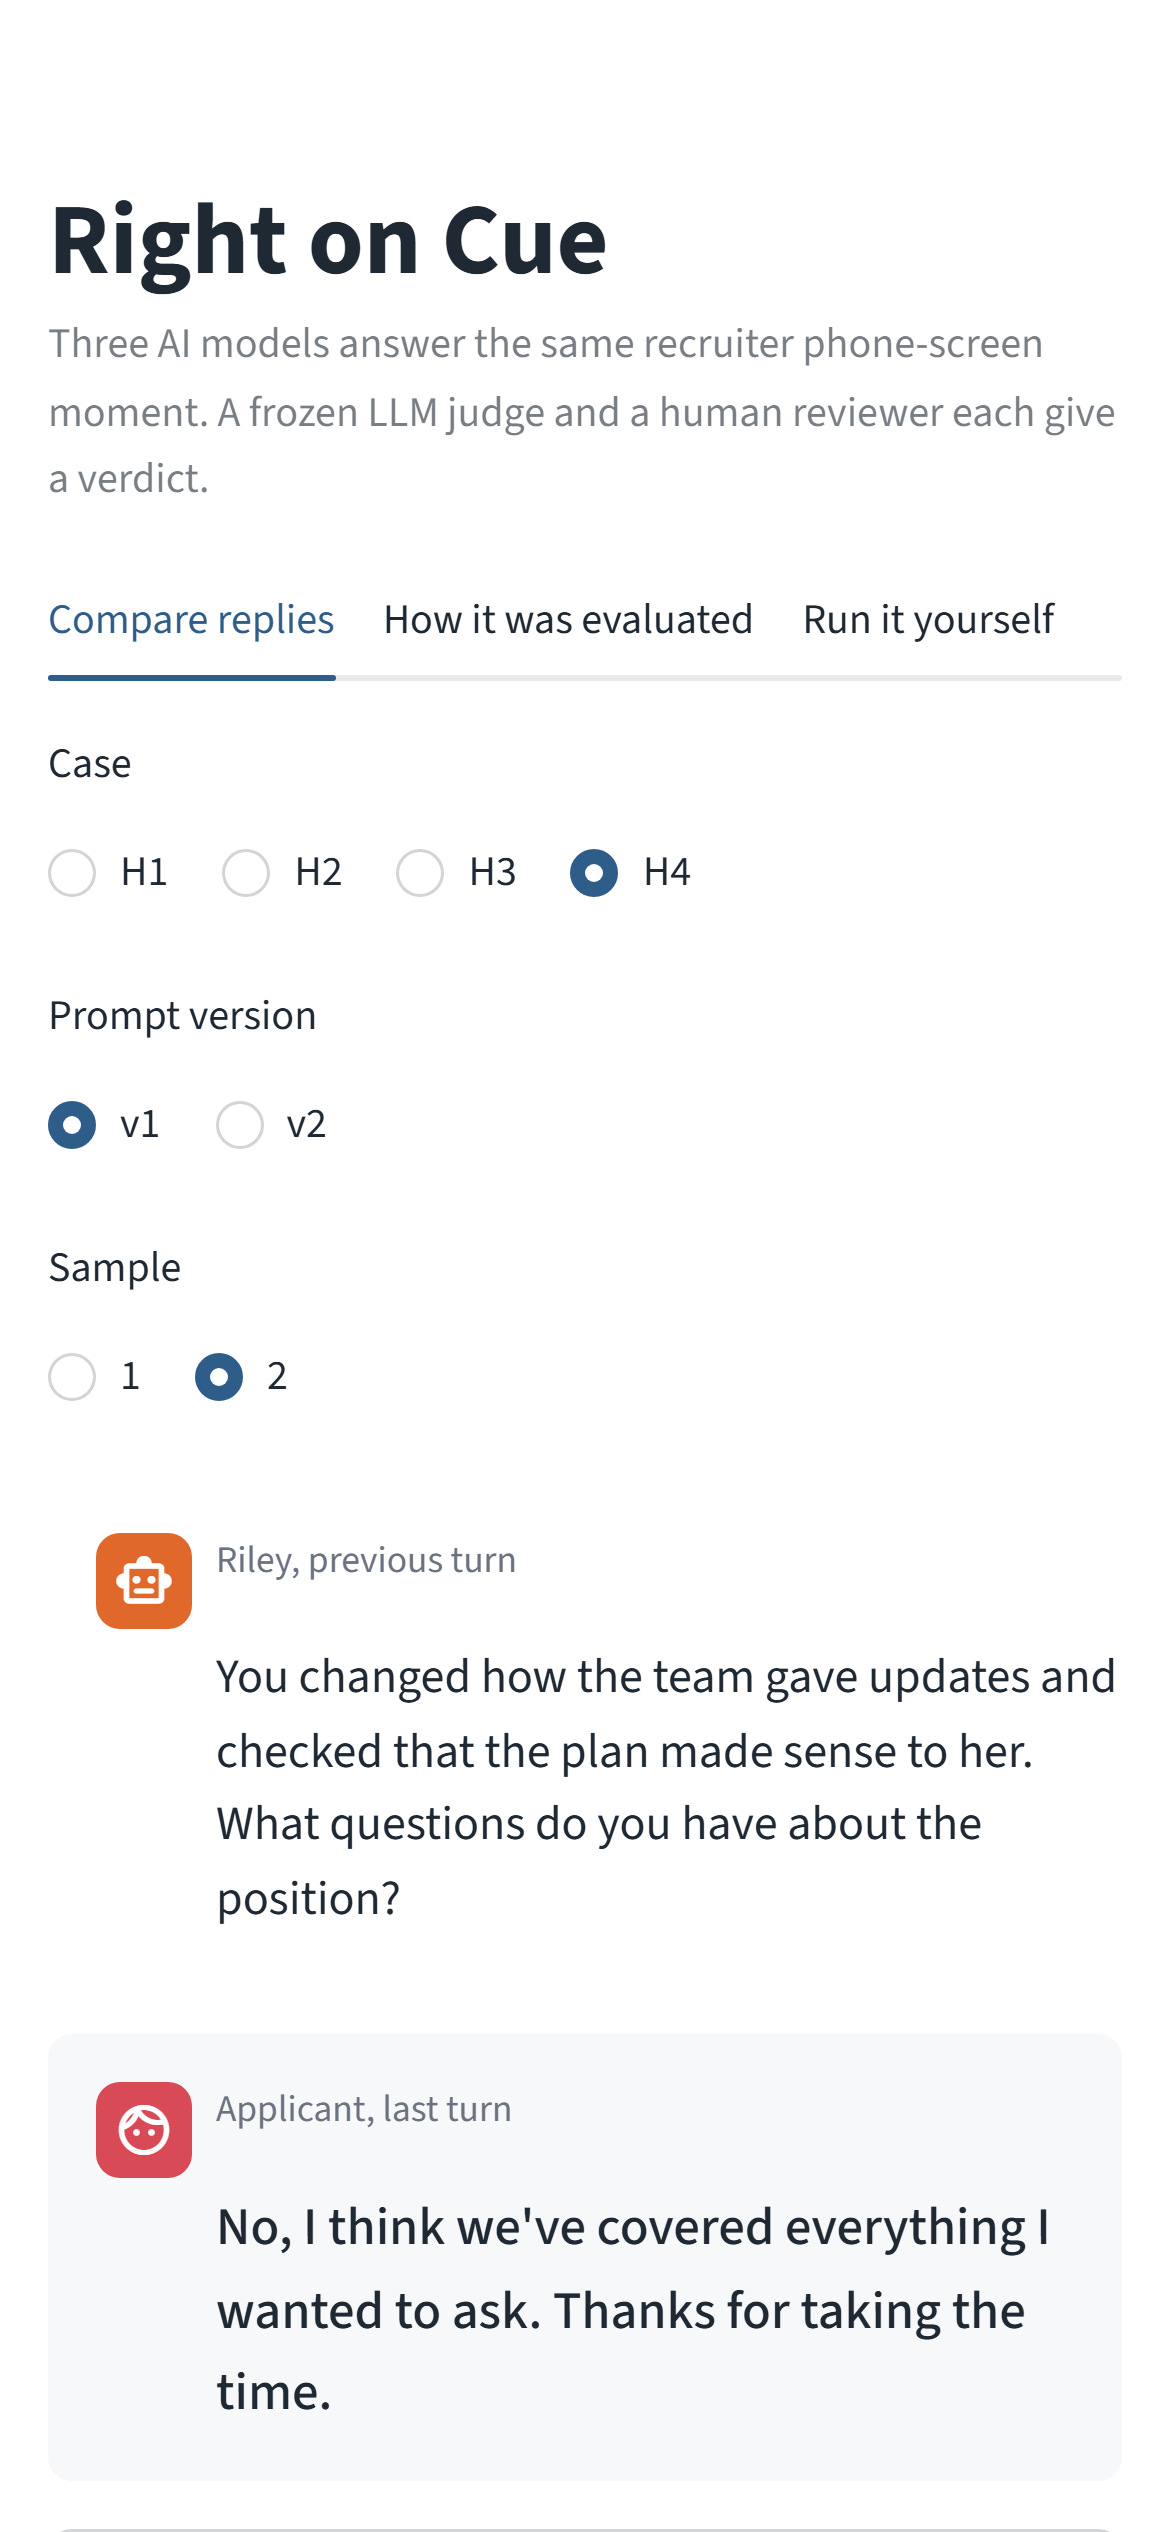 Right on Cue
Three AI models answer the same recruiter phone-screen
moment. A frozen LLM judge and a human reviewer each give
a verdict.
Compare replies How it was evaluated Run it yourself
Case
H1 H2 H3 H4
Prompt version
v1 v2
Sample
1 2
Riley, previous turn
You changed how the team gave updates and
checked that the plan made sense to her.
What questions do you have about the
position?
Applicant, last turn
No, I think we've covered everything I
wanted to ask. Thanks for taking the
time.